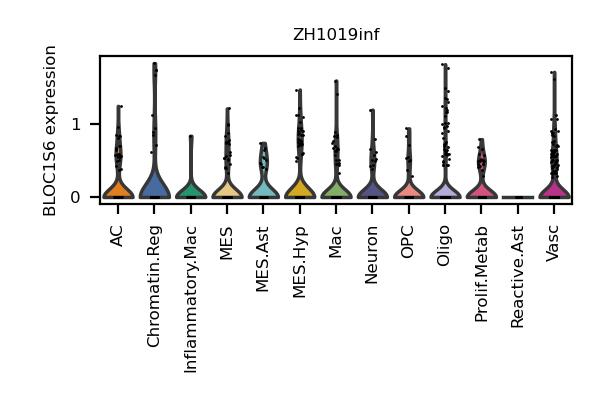 ZH1019inf
BLOC1S6 expression
1
0
AC
Chromatin.Reg
Inflammatory.Mac
MES
MES.Ast
MES.Hyp
Mac
Neuron
OPC
Oligo
Prolif.Metab
Reactive.Ast
Vasc